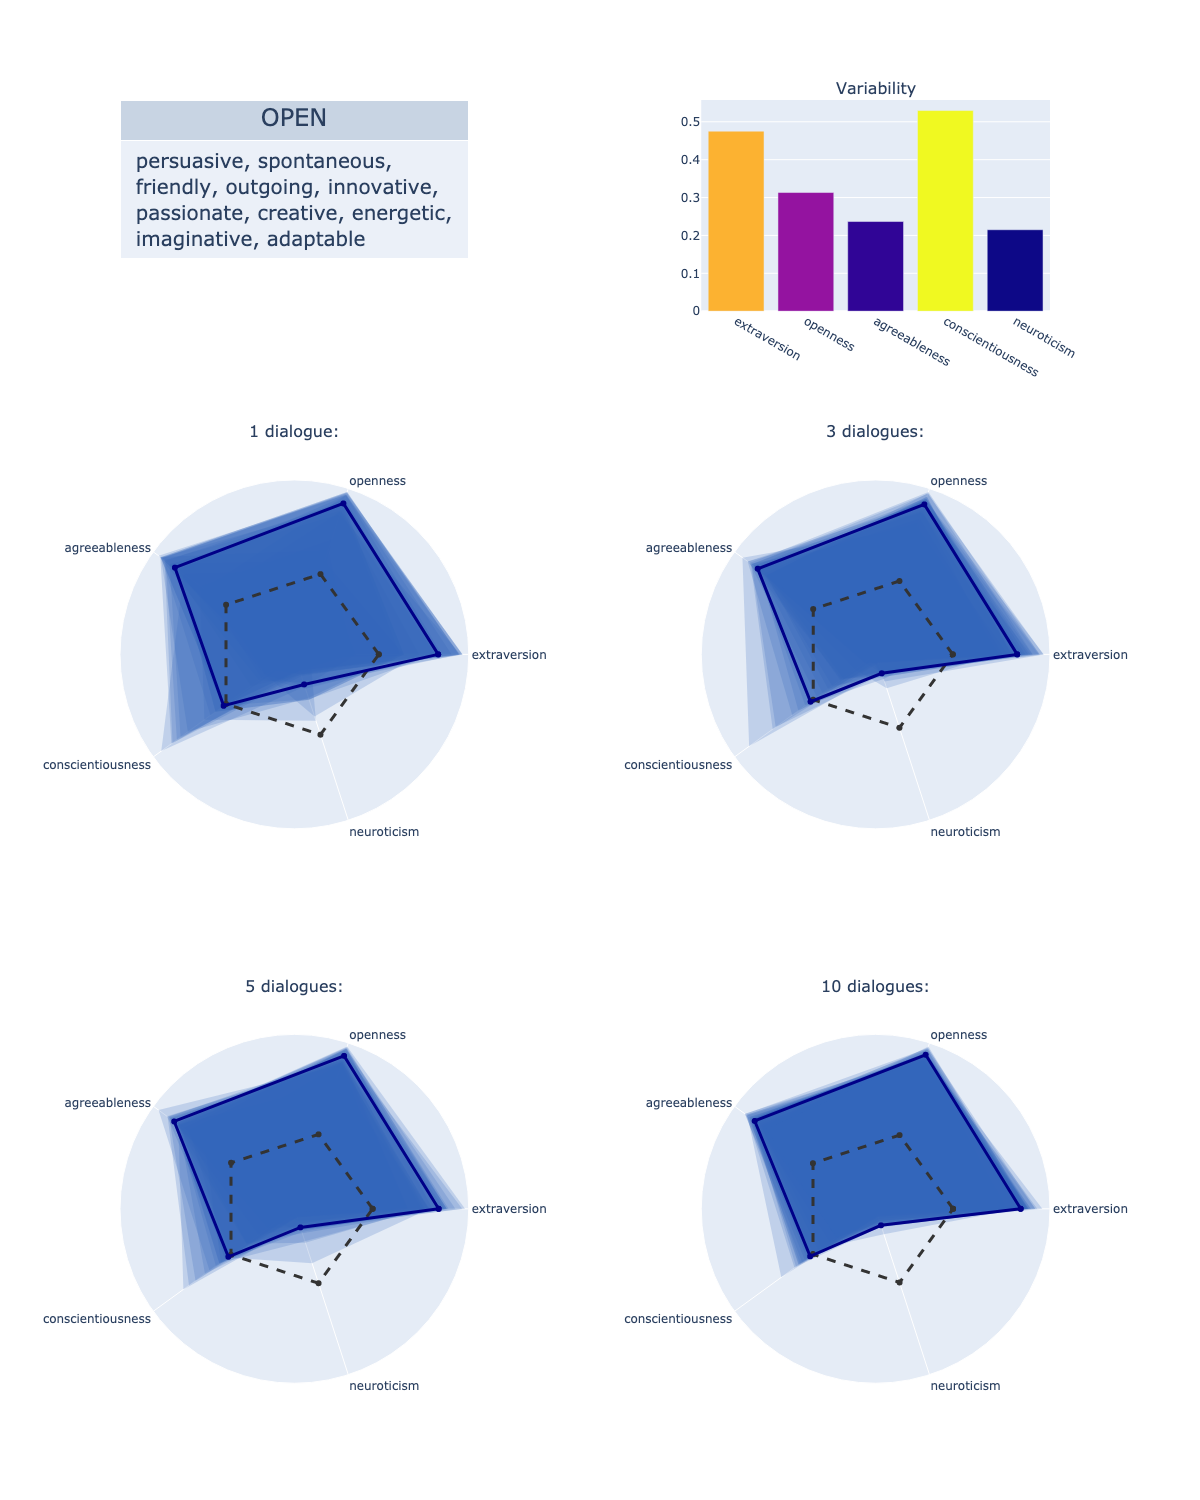 OPEN
persuasive, spontaneous,
friendly, outgoing, innovative,
passionate, creative, energetic,
imaginative, adaptable
Variability
0.5
0.4
0.3
0.2
0.1
0
extraversion
openness
agreeableness
conscientiousness
neuroticism
1 dialogue:
openness
agreeableness
extraversion
conscientiousness
neuroticism
3 dialogues:
openness
agreeableness
extraversion
conscientiousness
neuroticism
5 dialogues:
openness
agreeableness
extraversion
conscientiousness
neuroticism
10 dialogues:
openness
agreeableness
extraversion
conscientiousness
neuroticism